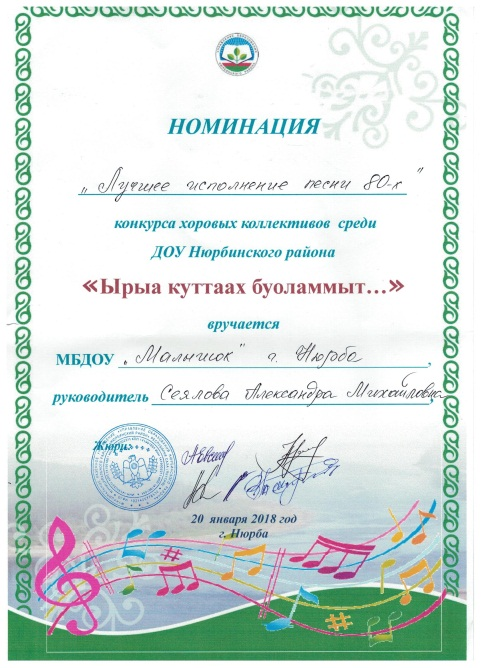 НОМИНАЦИЯ
„Лучшее исполнение песни 80-х"
конкурса хоровых коллективов среди
ДОУ Нюрбинского района
«Ырыа куттаах буоламмыт…»
вручается
МБДОУ „Малышок" г. Нюрба,
руководитель Сеялова Александра Михайловна,
Жюри:
20 января 2018 год
г. Нюрба